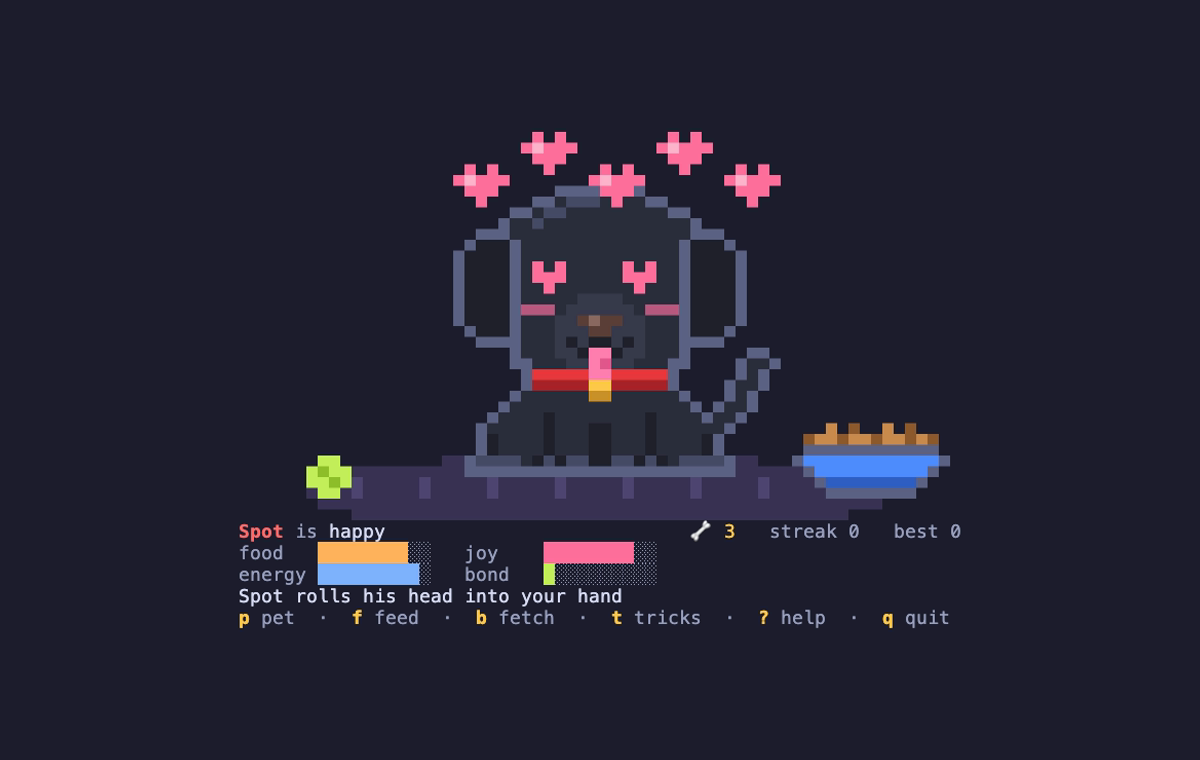 Spot is happy 3 streak 0 best 0
food joy
energy bond
Spot rolls his head into your hand
p pet · f feed · b fetch · t tricks · ? help · q quit